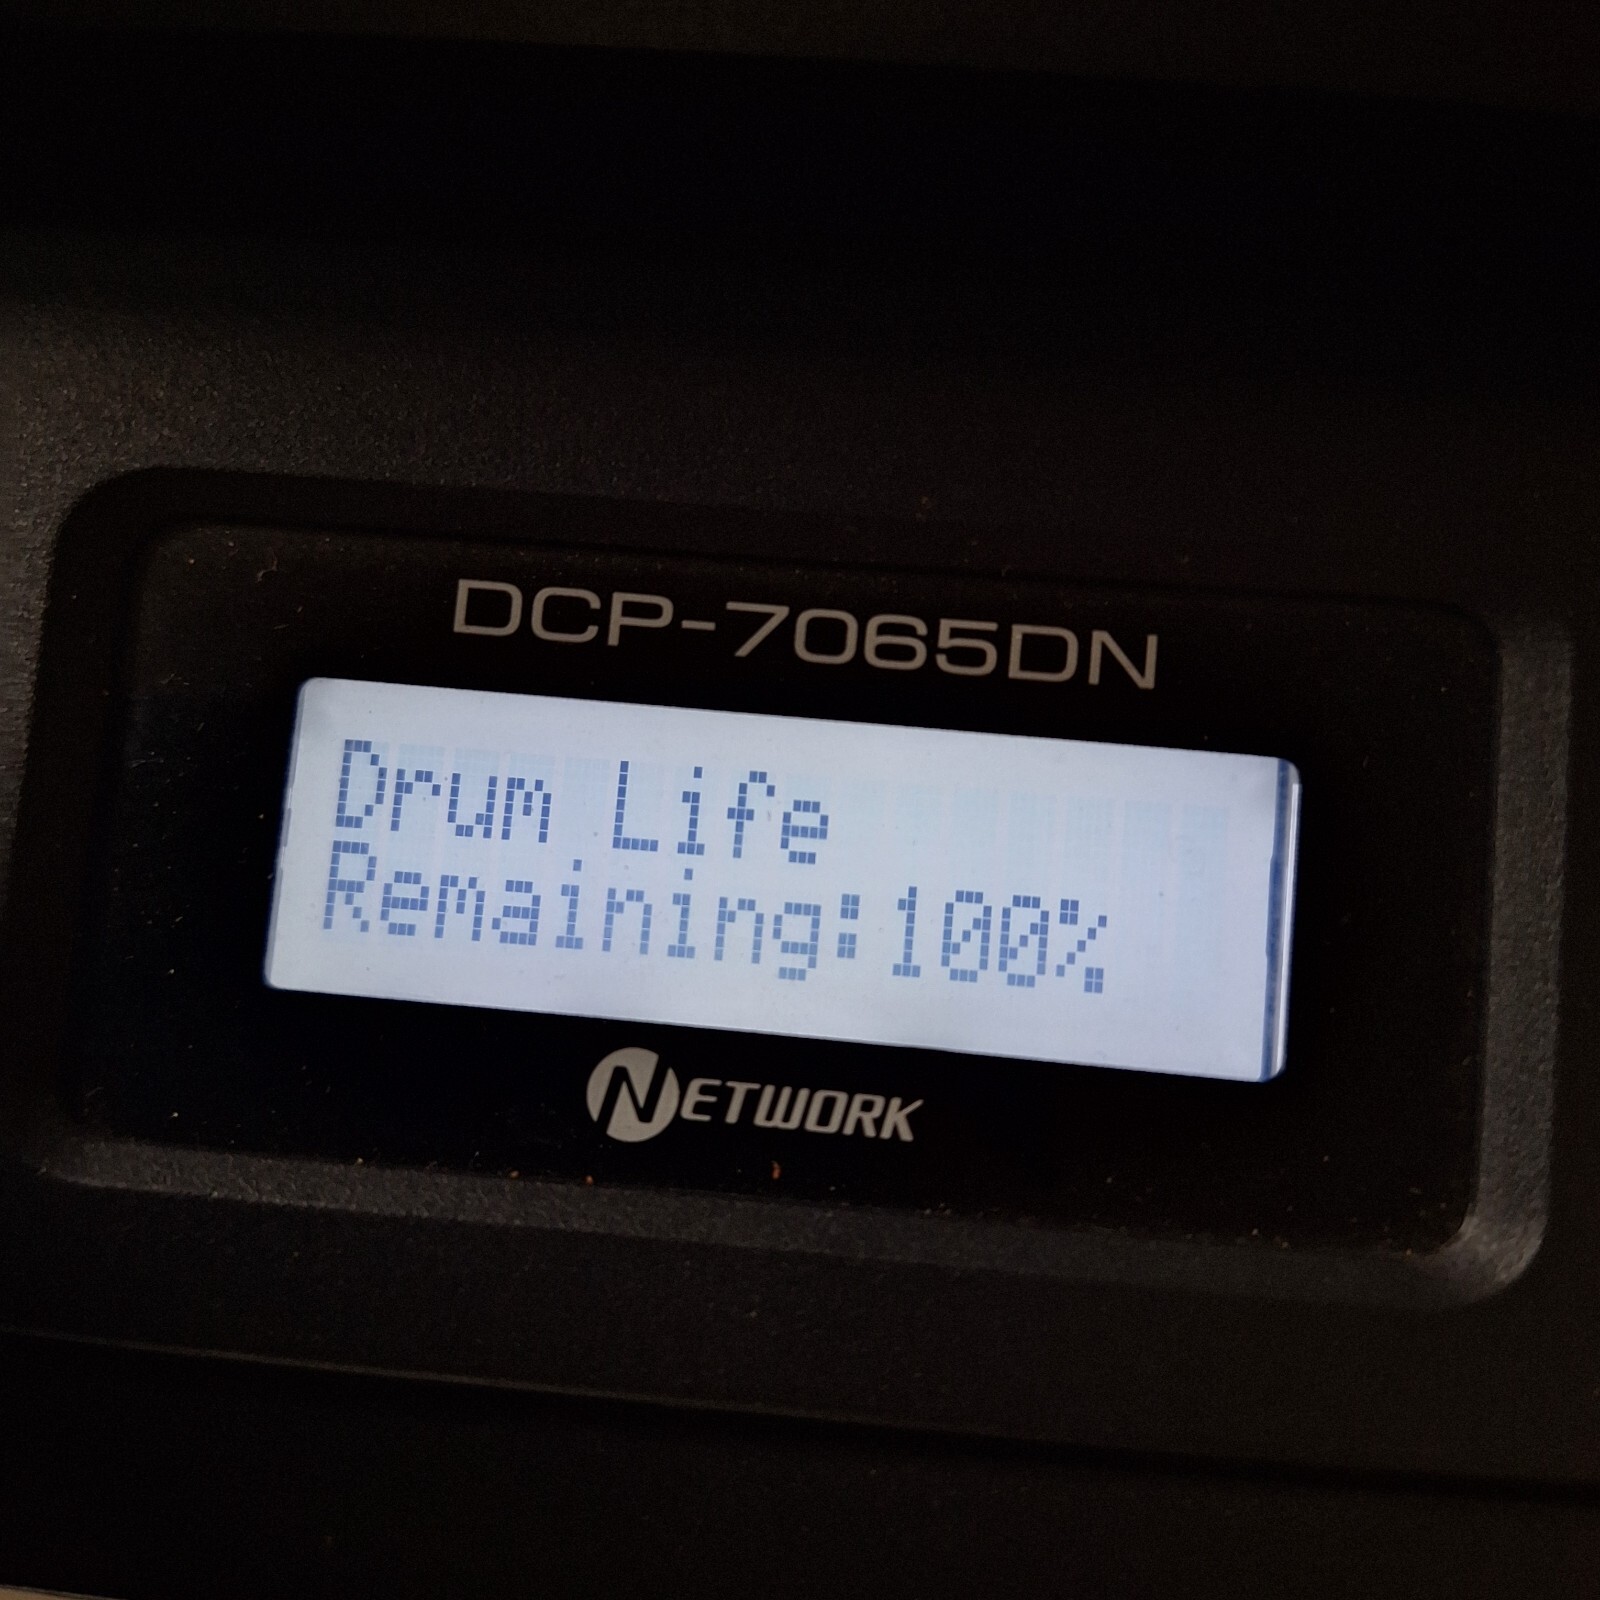 DCP-7065DN
Drum Life
Remaining:100%
NETWORK